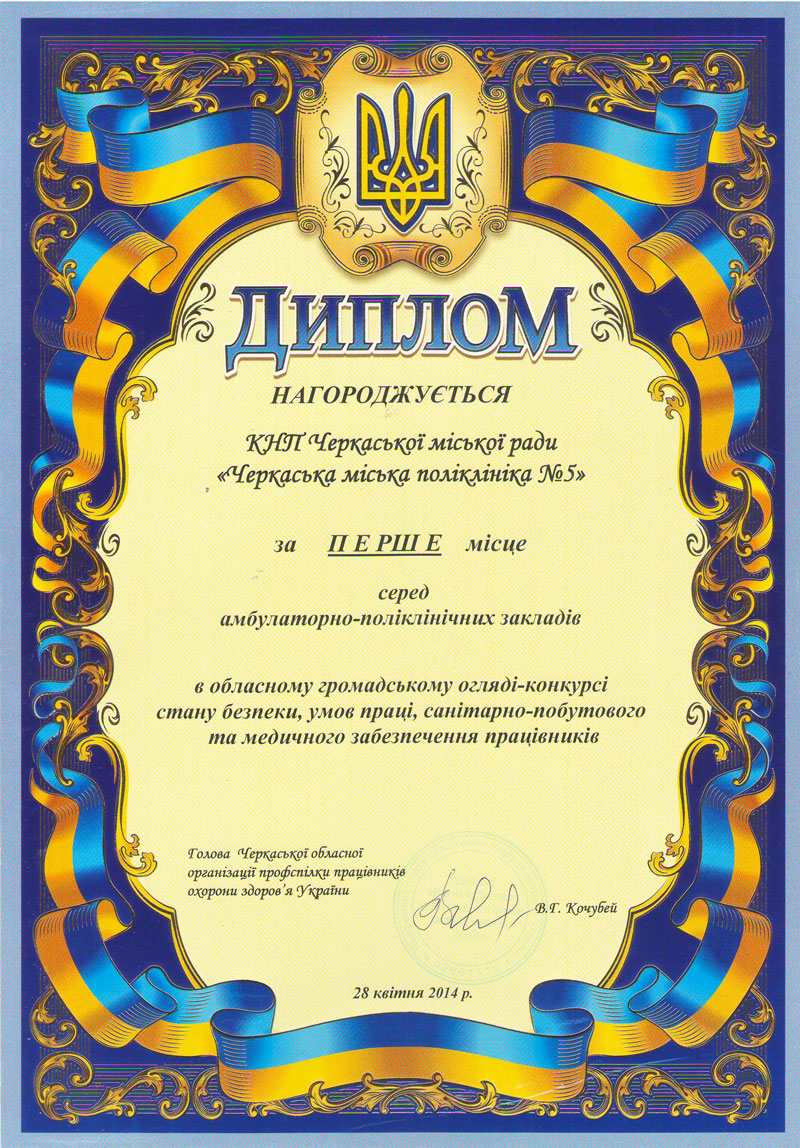 ДИПЛОМ
НАГОРОДЖУЄТЬСЯ
КНП Черкаської міської ради
«Черкаська міська поліклініка №5»
за П Е Р Ш Е місце
серед
амбулаторно-поліклінічних закладів
в обласному громадському огляді-конкурсі
стану безпеки, умов праці, санітарно-побутового
та медичного забезпечення працівників
Голова Черкаської обласної
організації профспілки працівників
охорони здоров’я України
В.Г. Кочубей
28 квітня 2014 р.